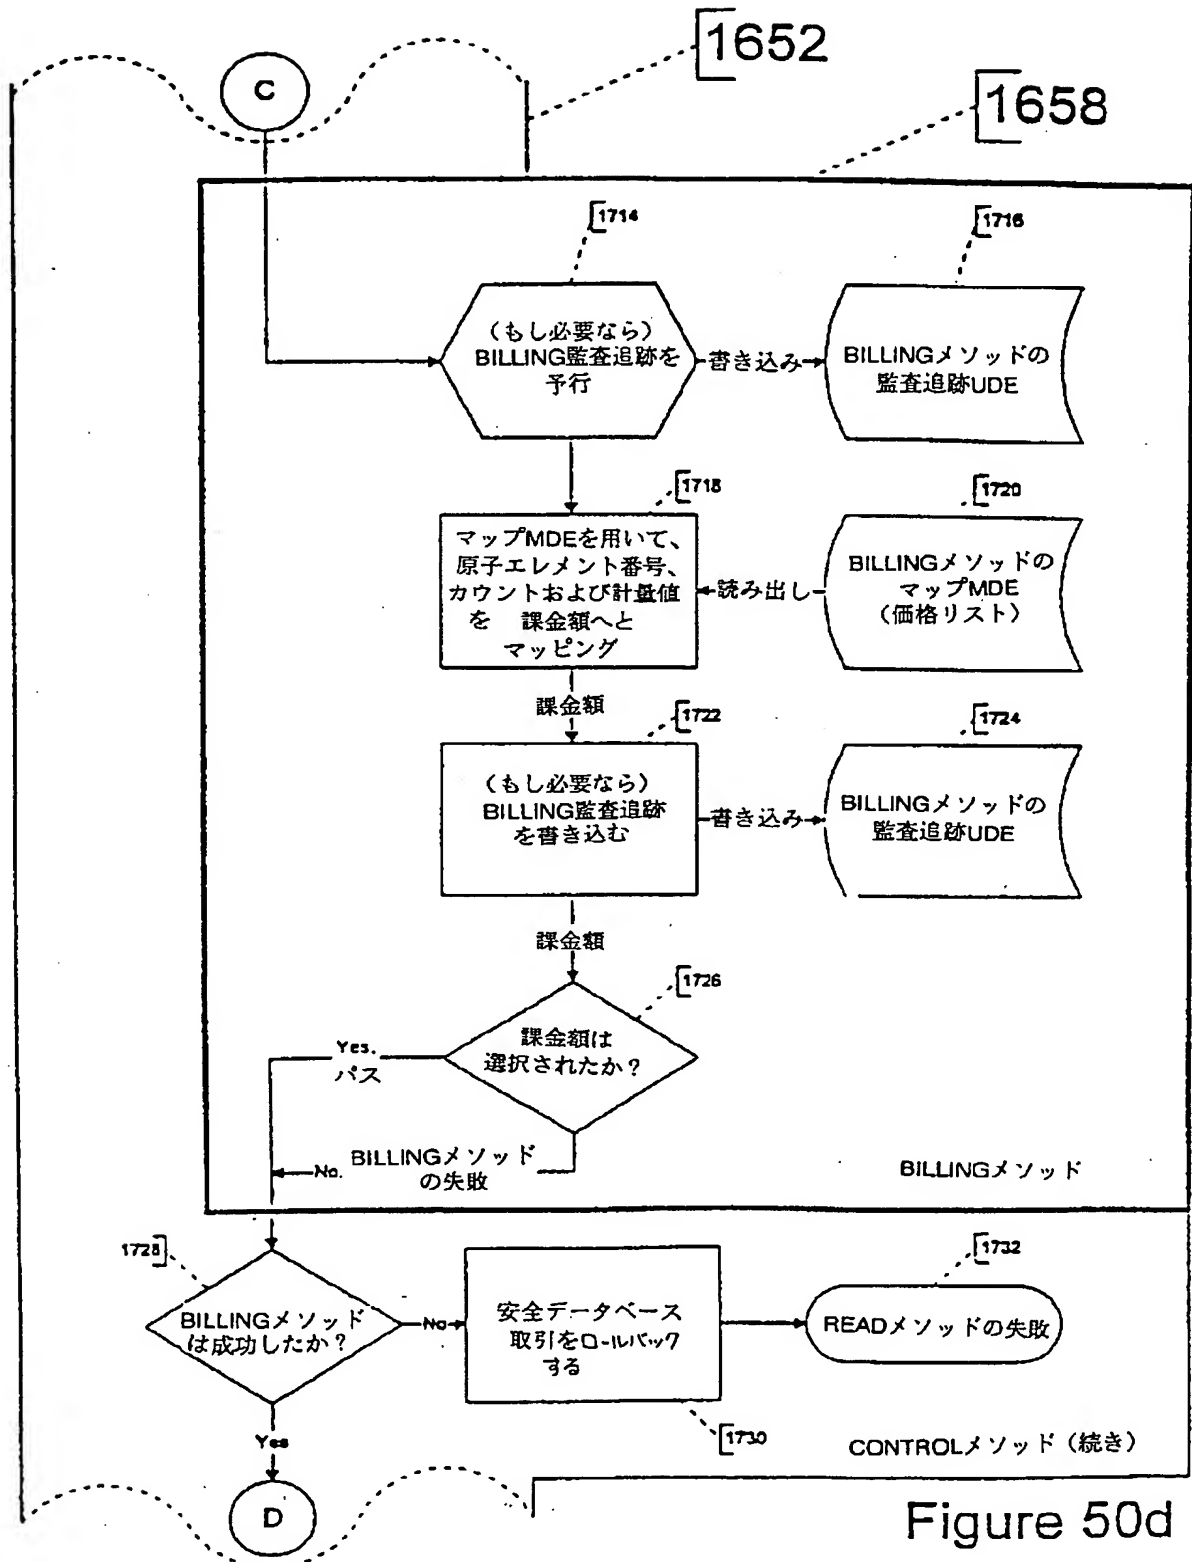 1652
C
1658
1714
1716
(もし必要なら)
BILLING監査追跡を
予行
書き込み
BILLINGメソッドの
監査追跡UDE
1718
1720
マップMDEを用いて、
原子エレメント番号、
カウントおよび計量値
を 課金額へと
マッピング
読み出し
BILLINGメソッドの
マップMDE
(価格リスト)
課金額
1722
1724
(もし必要なら)
BILLING監査追跡
を書き込む
書き込み
BILLINGメソッドの
監査追跡UDE
課金額
1726
課金額は
選択されたか?
Yes.
パス
No.
BILLINGメソッド
の失敗
BILLINGメソッド
1728
BILLINGメソッド
は成功したか?
No
安全データベース
取引をロールバック
する
1732
READメソッドの失敗
1730
Yes
CONTROLメソッド(続き)
D
Figure 50d